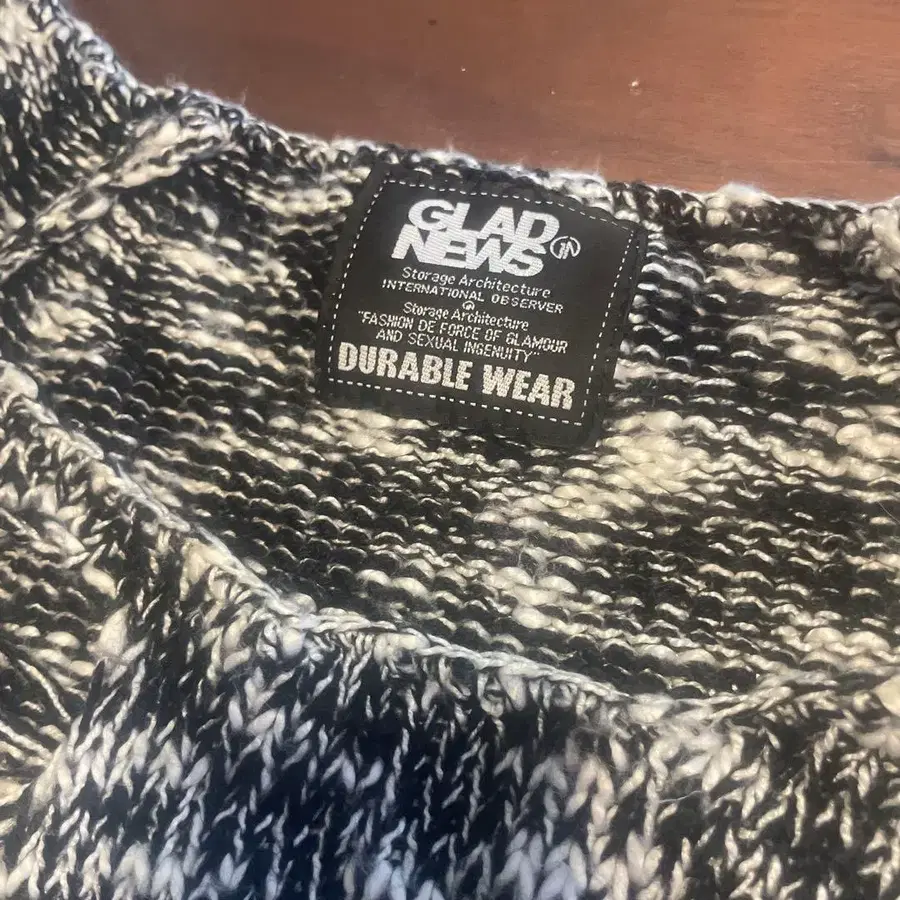 GLAD
NEWS
Storage Architecture
INTERNATIONAL OBSERVER
Storage Architecture
"FASHION DE FORCE OF GLAMOUR
AND SEXUAL INGENUITY"
DURABLE WEAR